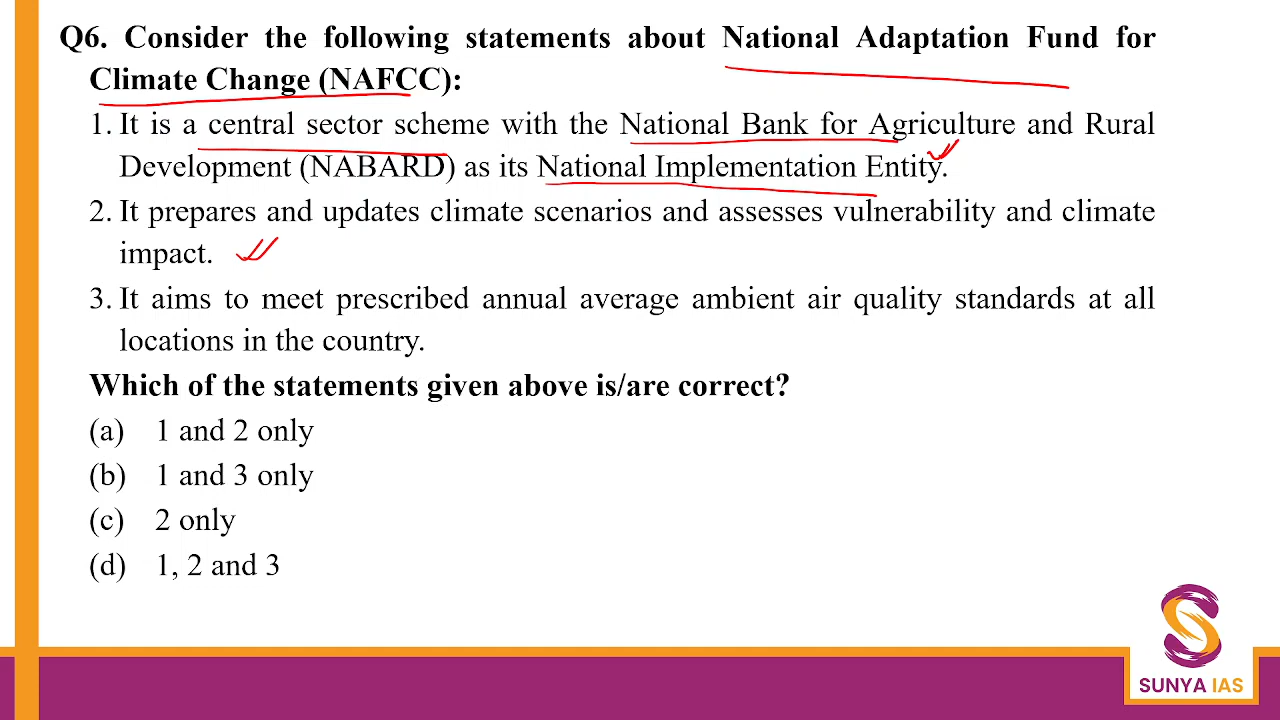 Q6. Consider the following statements about National Adaptation Fund for
Climate Change (NAFCC):
1. It is a central sector scheme with the National Bank for Agriculture and Rural
Development (NABARD) as its National Implementation Entity.
2. It prepares and updates climate scenarios and assesses vulnerability and climate
impact.
3. It aims to meet prescribed annual average ambient air quality standards at all
locations in the country.
Which of the statements given above is/are correct?
(a) 1 and 2 only
(b) 1 and 3 only
(c) 2 only
(d) 1, 2 and 3
SUNYA IAS